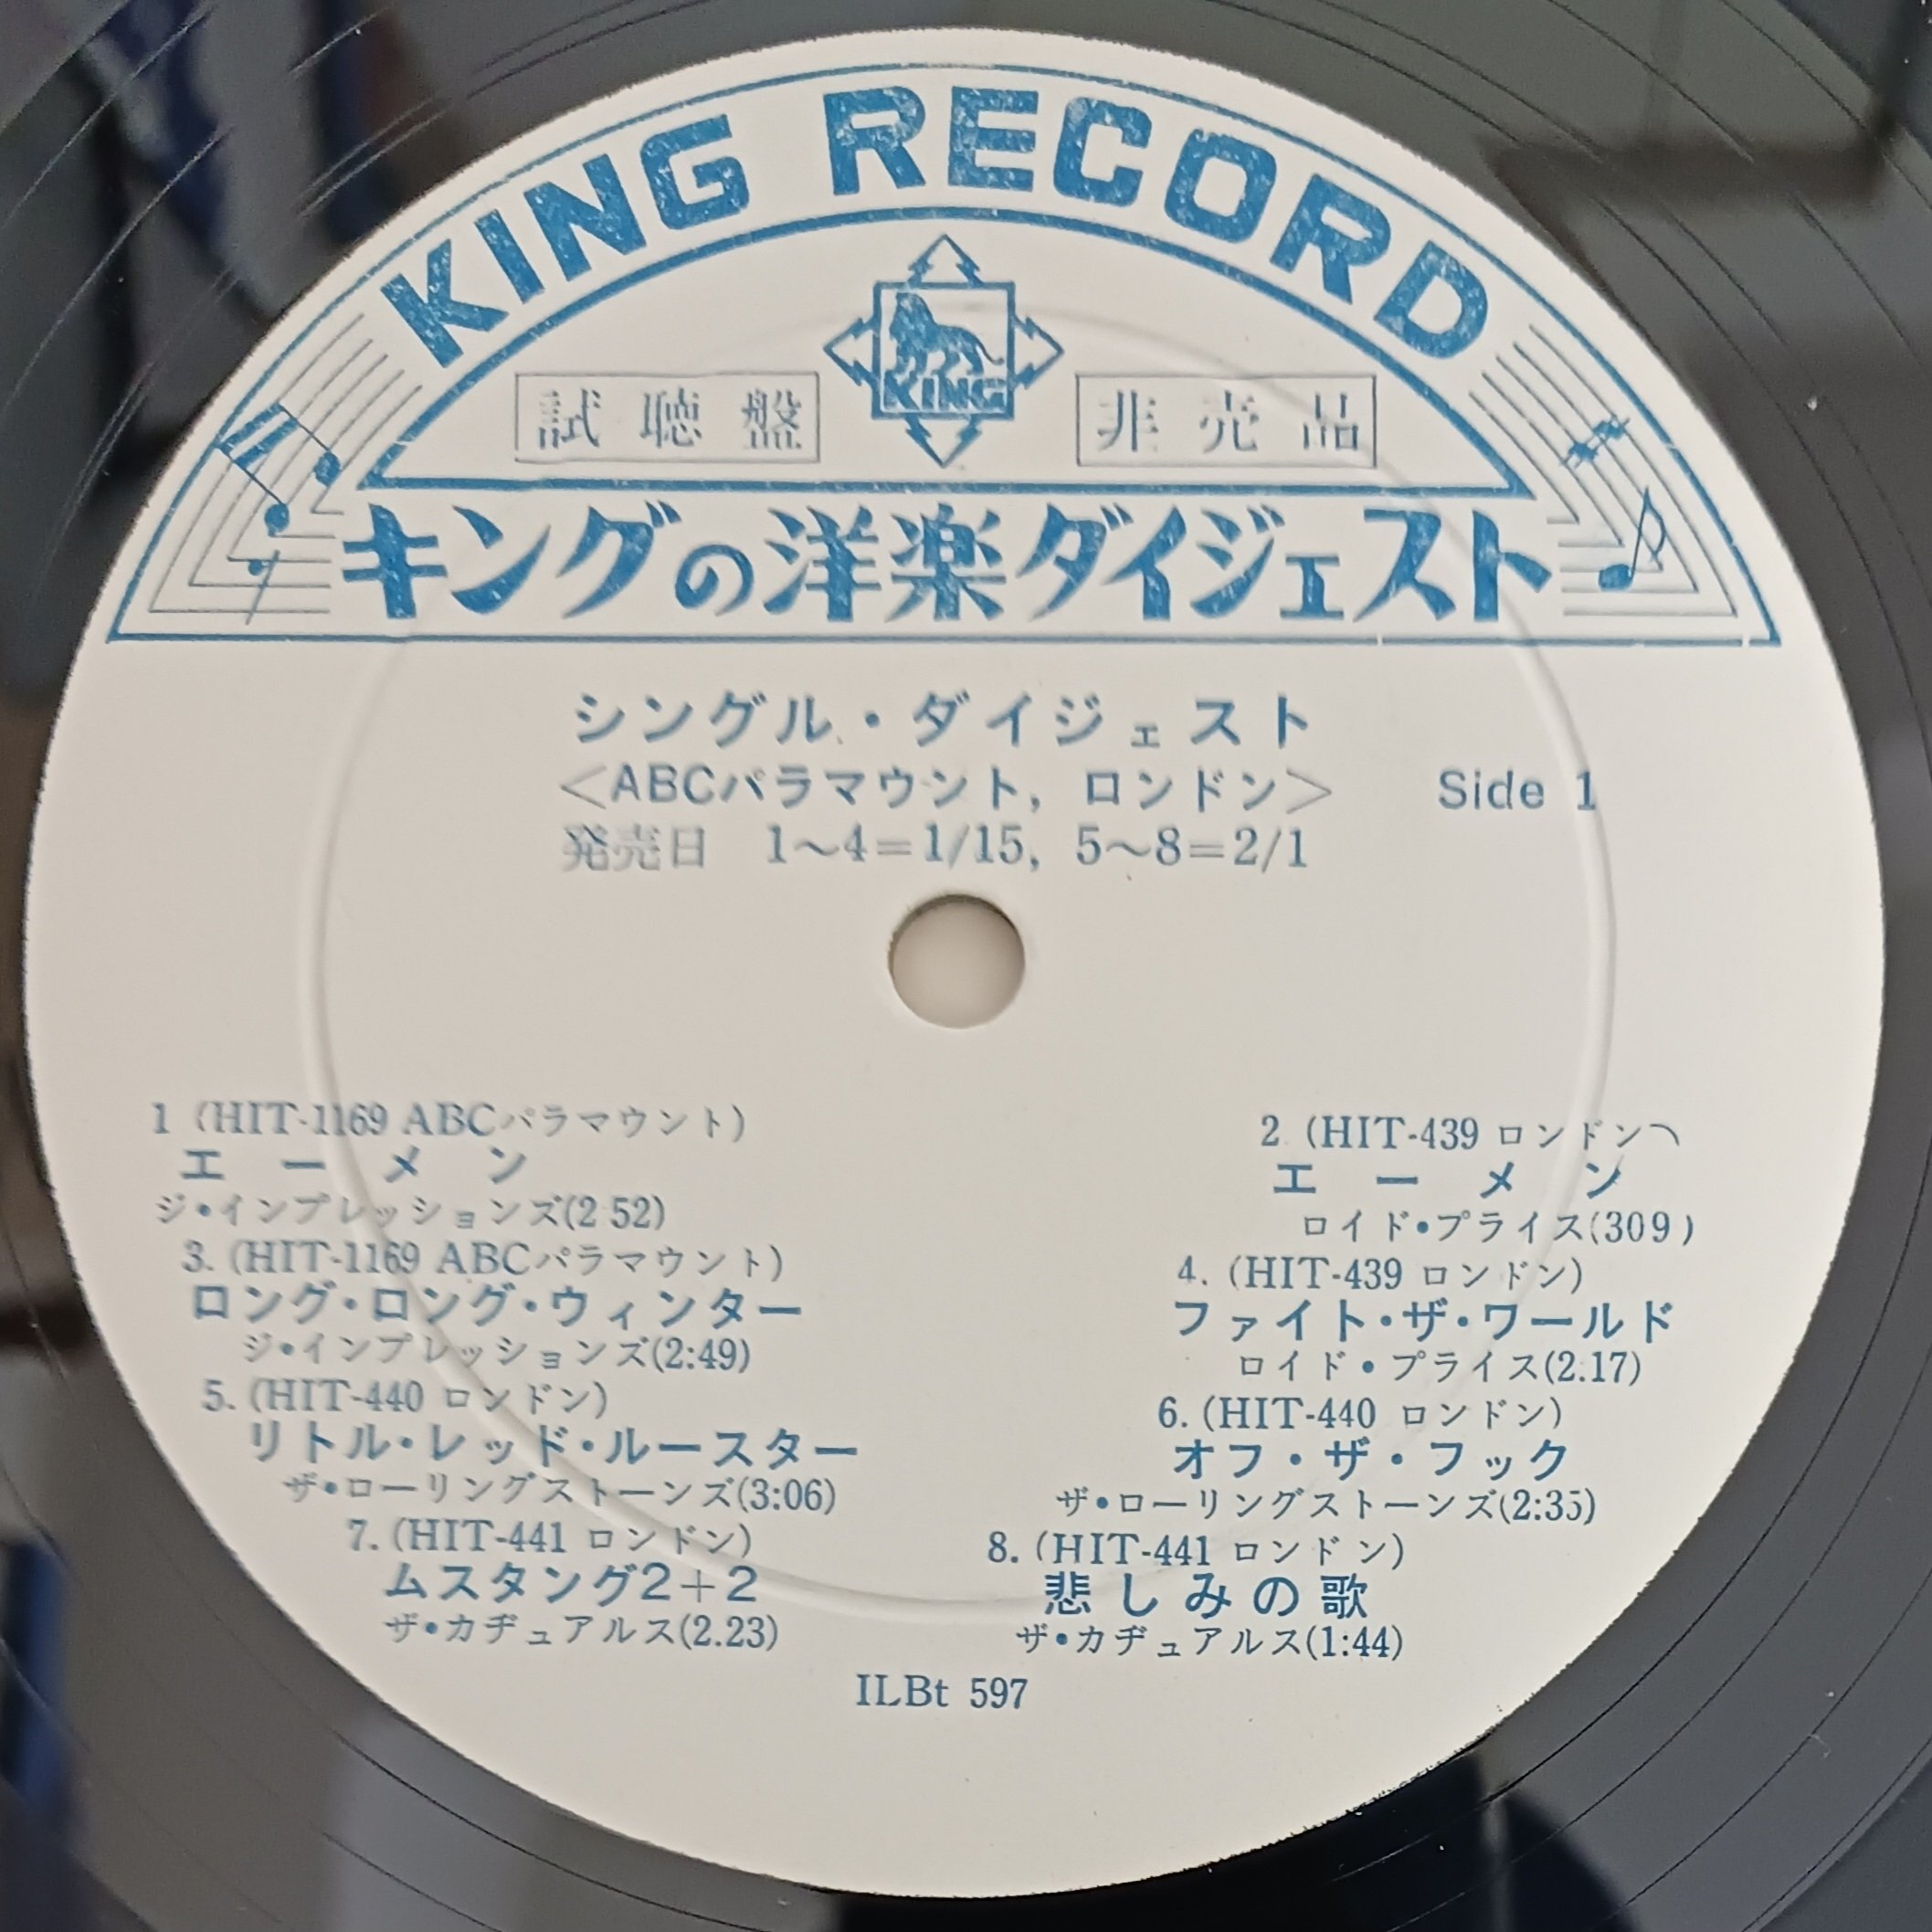 KING RECORD
KING
試聴盤
非売品
キングの洋楽ダイジェスト
シングル・ダイジェスト
<ABCパラマウント, ロンドン>
Side 1
発売日 1〜4=1/15, 5〜8=2/1
1 (HIT-1169 ABCパラマウント)
エーメン
ジ・インプレッションズ(2 52)
2 (HIT-439 ロンドン)
エーメン
ロイド・プライス(309)
3. (HIT-1169 ABCパラマウント)
ロング・ロング・ウィンター
ジ・インプレッションズ(2:49)
4. (HIT-439 ロンドン)
ファイト・ザ・ワールド
ロイド・プライス(2:17)
5. (HIT-440 ロンドン)
リトル・レッド・ルースター
ザ・ローリングストーンズ(3:06)
6. (HIT-440 ロンドン)
オフ・ザ・フック
ザ・ローリングストーンズ(2:35)
7. (HIT-441 ロンドン)
ムスタング2+2
ザ・カヂュアルス(2.23)
8. (HIT-441 ロンドン)
悲しみの歌
ザ・カヂュアルス(1:44)
ILBt 597